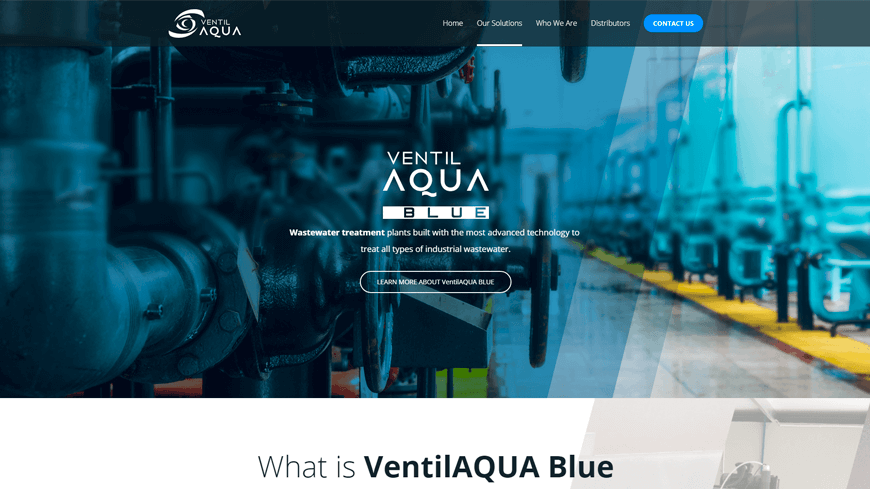 VENTIL
AQUA
Home Our Solutions Who We Are Distributors CONTACT US
VENTIL
AQUA
BLUE
Wastewater treatment plants built with the most advanced technology to
treat all types of industrial wastewater.
LEARN MORE ABOUT VentilAQUA BLUE
What is VentilAQUA Blue